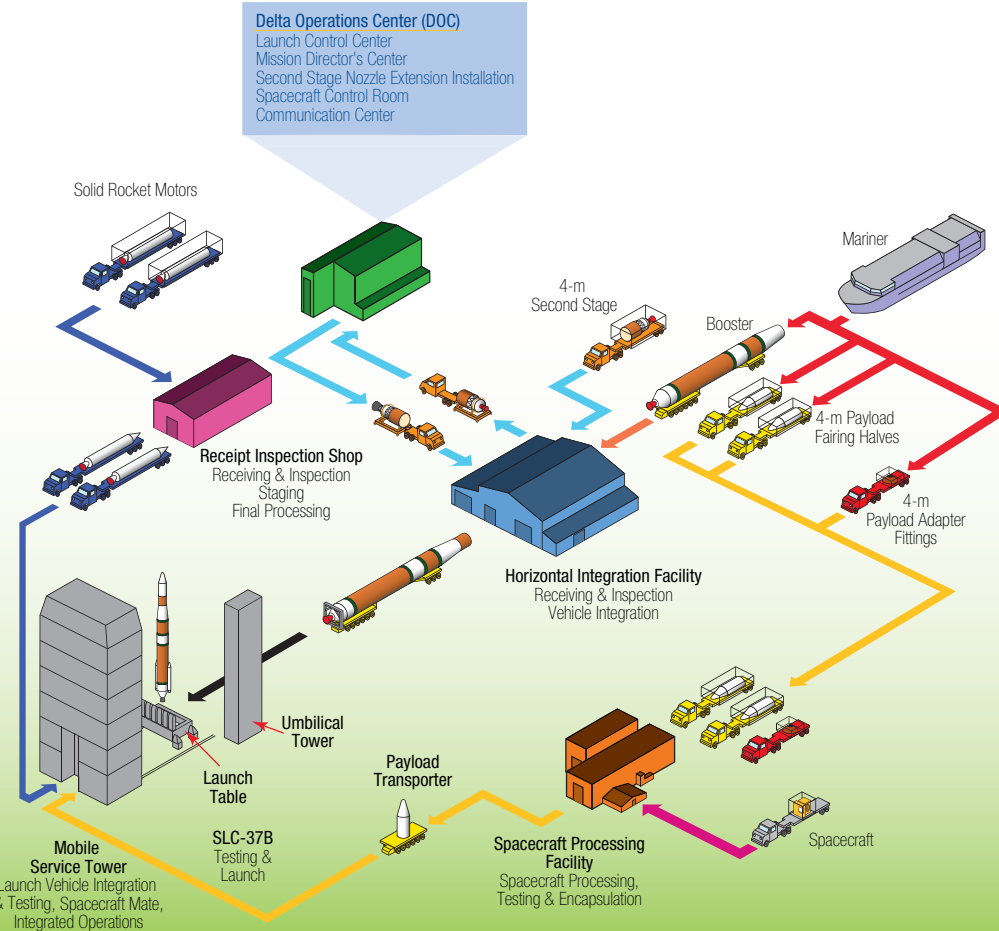 Delta Operations Center (DOC)
Launch Control Center
Mission Director's Center
Second Stage Nozzle Extension Installation
Spacecraft Control Room
Communication Center
Solid Rocket Motors
Mariner
4-m
Second Stage
Booster
4-m Payload
Fairing Halves
Receipt Inspection Shop
Receiving & Inspection
Staging
Final Processing
4-m
Payload Adapter
Fittings
Horizontal Integration Facility
Receiving & Inspection
Vehicle Integration
Umbilical
Tower
Launch
Table
Payload
Transporter
SLC-37B
Testing &
Launch
Spacecraft
Mobile
Service Tower
Launch Vehicle Integration
& Testing, Spacecraft Mate,
Integrated Operations
Spacecraft Processing
Facility
Spacecraft Processing,
Testing & Encapsulation